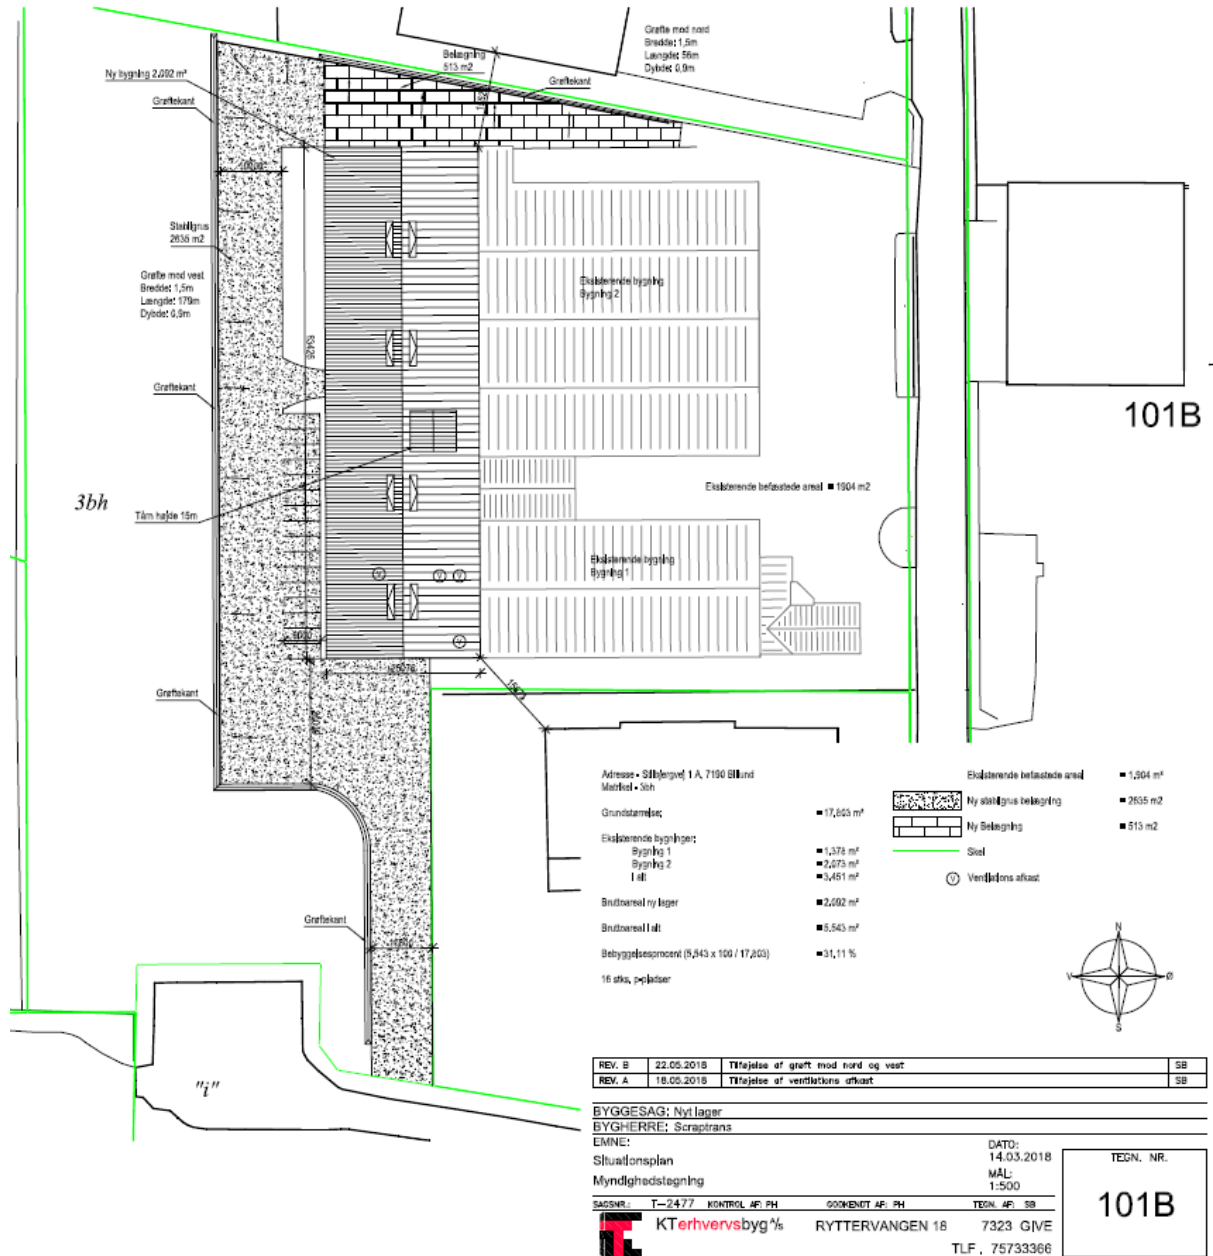 Grøfte mod nord
Bredde: 1,5m
Længde: 56m
Dybde: 0,9m
Belægning
513 m2
Grøftekant
Ny bygning 2,092 m²
Grøftekant
Stabilgrus
2635 m2
Grøfte mod vest
Bredde: 1,5m
Længde: 179m
Dybde: 0,9m
Eksisterende bygning
Bygning 2
Grøftekant
101B
3bh
Tårn højde 15m
Eksisterende befæstede areal = 1904 m2
Eksisterende bygning
Bygning 1
V
V V
V
Grøftekant
Adresse - Stilbjergvej 1 A, 7190 Billund
Matrikel - 3bh
Grundstørrelse: = 17,803 m²
Eksisterende bygninger:
Bygning 1 = 1,378 m²
Bygning 2 = 2,073 m²
I alt = 3,451 m²
Bruttoareal ny lager = 2,092 m²
Bruttoareal I alt = 5,543 m²
Bebyggelsesprocent (5,543 x 100 / 17,803) = 31,11 %
16 stks. p-pladser
Eksisterende befæstede areal = 1,904 m²
Ny stabilgrus belægning = 2635 m2
Ny Belægning = 513 m2
Skel
V Ventilations afkast
Grøftekant
N
V Ø
S
"i"
REV. B 22.05.2018 Tilføjelse af grøft mod nord og vest SB
REV. A 18.05.2018 Tilføjelse af ventilations afkast SB
BYGGESAG: Nyt lager
BYGHERRE: Scraptrans
EMNE:
Situationsplan
Myndighedstegning
DATO:
14.03.2018
MÅL:
1:500
TEGN. NR.
101B
SAGSNR.: T-2477 KONTROL AF: PH GODKENDT AF: PH TEGN. AF: SB
KTerhvervsbyg A/s RYTTERVANGEN 18 7323 GIVE
TLF. 75733366